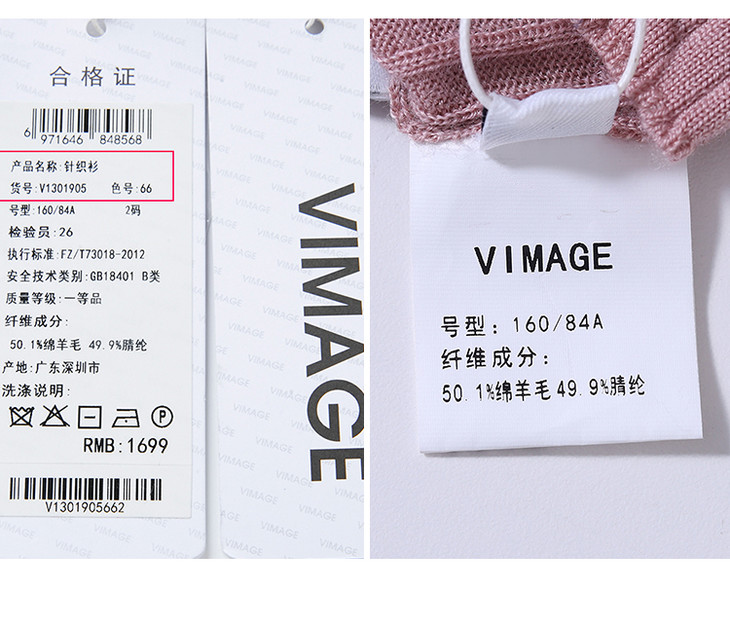 合格证
6 971646 848568
产品名称:针织衫
货号:V1301905 色号:66
号型:160/84A 2码
检验员:26
执行标准:FZ/T73018-2012
安全技术类别:GB18401 B类
质量等级:一等品
纤维成分:
50.1%绵羊毛 49.9%腈纶
产地:广东深圳市
洗涤说明:
P
RMB:1699
V1301905662
VIMAGE
VIMAGE
号型: 160/84A
纤维成分:
50.1%绵羊毛 49.9%腈纶